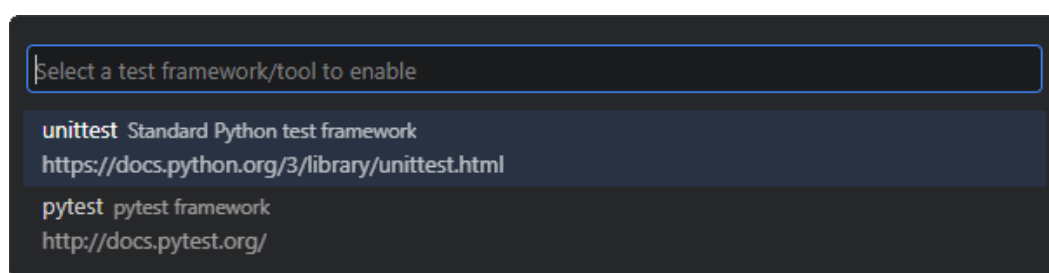 Select a test framework/tool to enable
unittest Standard Python test framework
https://docs.python.org/3/library/unittest.html
pytest pytest framework
http://docs.pytest.org/